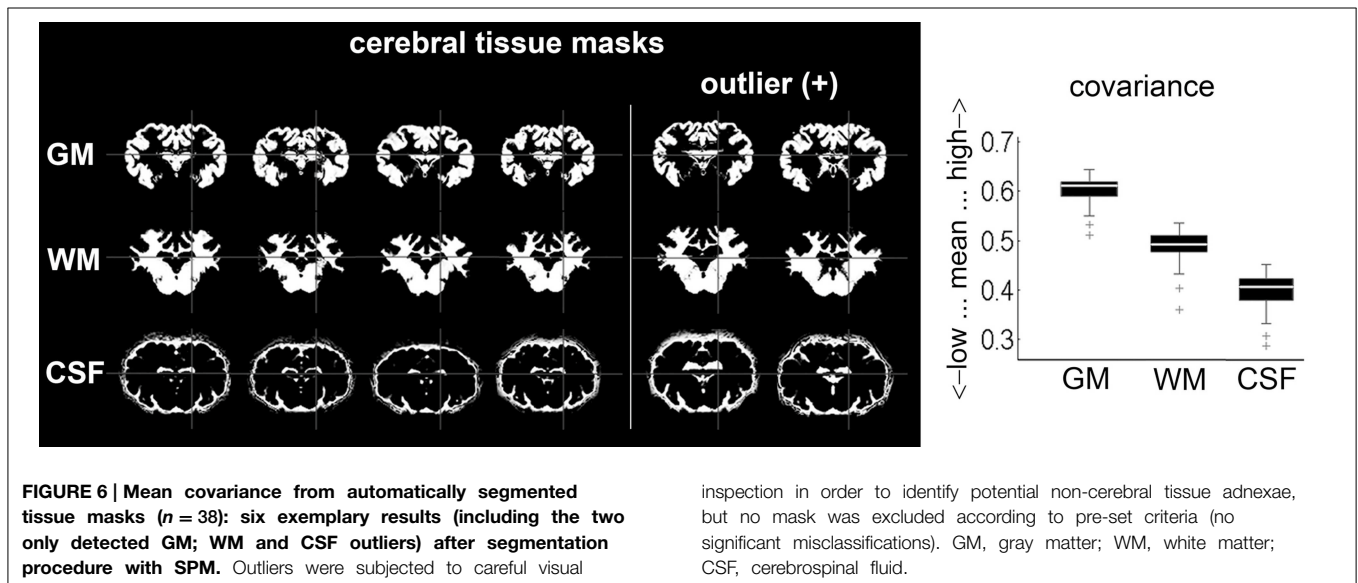 cerebral tissue masks
outlier (+)
GM
WM
CSF
covariance
<–low ... mean ... high–>
0.7
0.6
0.5
0.4
0.3
GM WM CSF
FIGURE 6 | Mean covariance from automatically segmented
tissue masks (n = 38): six exemplary results (including the two
only detected GM; WM and CSF outliers) after segmentation
procedure with SPM. Outliers were subjected to careful visual
inspection in order to identify potential non-cerebral tissue adnexae,
but no mask was excluded according to pre-set criteria (no
significant misclassifications). GM, gray matter; WM, white matter;
CSF, cerebrospinal fluid.